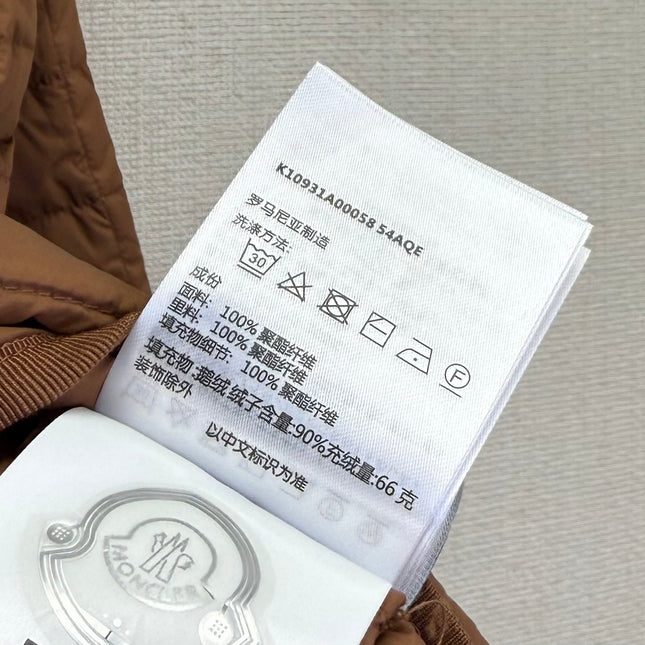 K10931A00058 54AQE
罗马尼亚制造
洗涤方法:
30
F
成份
面料: 100% 聚酯纤维
里料: 100% 聚酯纤维
填充物细节: 100% 聚酯纤维
填充物 :鹅绒 绒子含量:90%充绒量:66 克
装饰除外
以中文标识为准
MONCLER